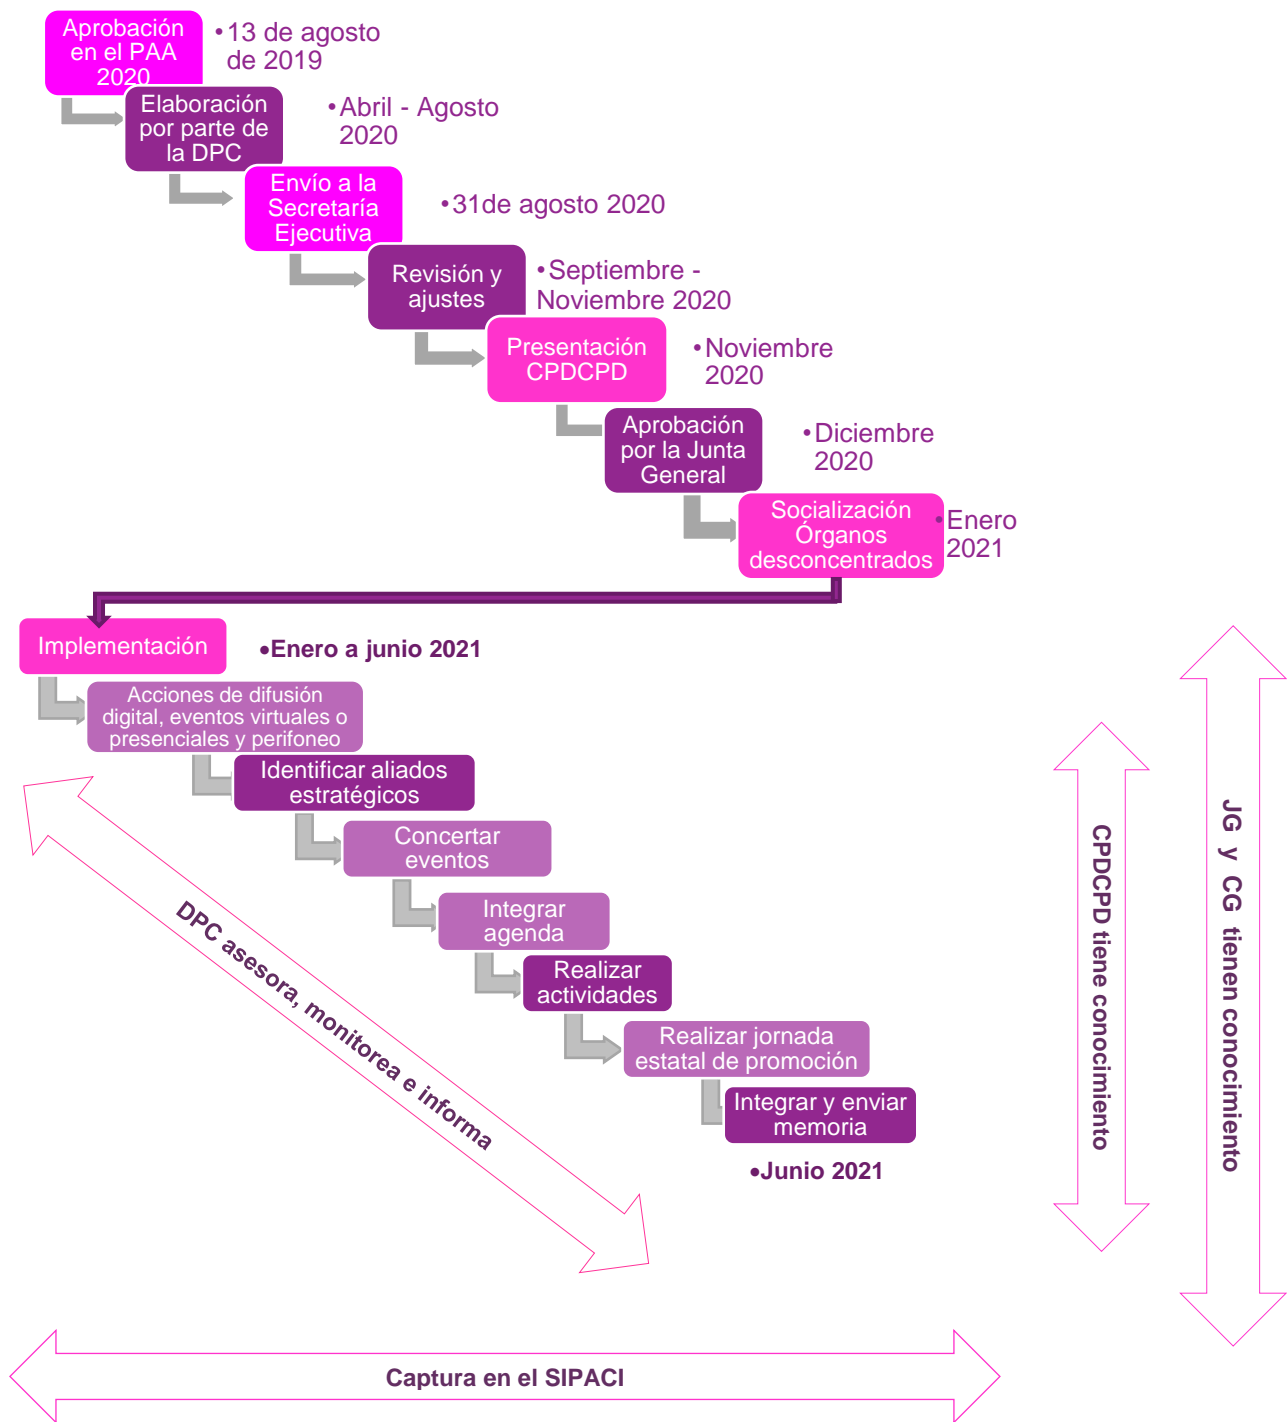 Aprobación
en el PAA
2020
•13 de agosto
de 2019
Elaboración
por parte de
la DPC
•Abril - Agosto
2020
Envío a la
Secretaría
Ejecutiva
•31de agosto 2020
Revisión y
ajustes
•Septiembre -
Noviembre 2020
Presentación
CPDCPD
•Noviembre
2020
Aprobación
por la Junta
General
•Diciembre
2020
Socialización
Órganos
desconcentrados
•Enero
2021
Implementación
•Enero a junio 2021
Acciones de difusión
digital, eventos virtuales o
presenciales y perifoneo
Identificar aliados
estratégicos
Concertar
eventos
Integrar
agenda
Realizar
actividades
Realizar jornada
estatal de promoción
Integrar y enviar
memoria
•Junio 2021
DPC asesora, monitorea e informa
CPDCPD tiene conocimiento
JG y CG tienen conocimiento
Captura en el SIPACI